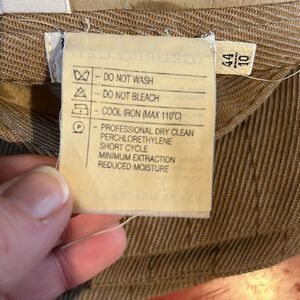 - DO NOT WASH
- DO NOT BLEACH
- COOL IRON (MAX 110°C)
- PROFESSIONAL DRY CLEAN
PERCHLORETHYLENE
SHORT CYCLE
MINIMUM EXTRACTION
REDUCED MOISTURE
44
10